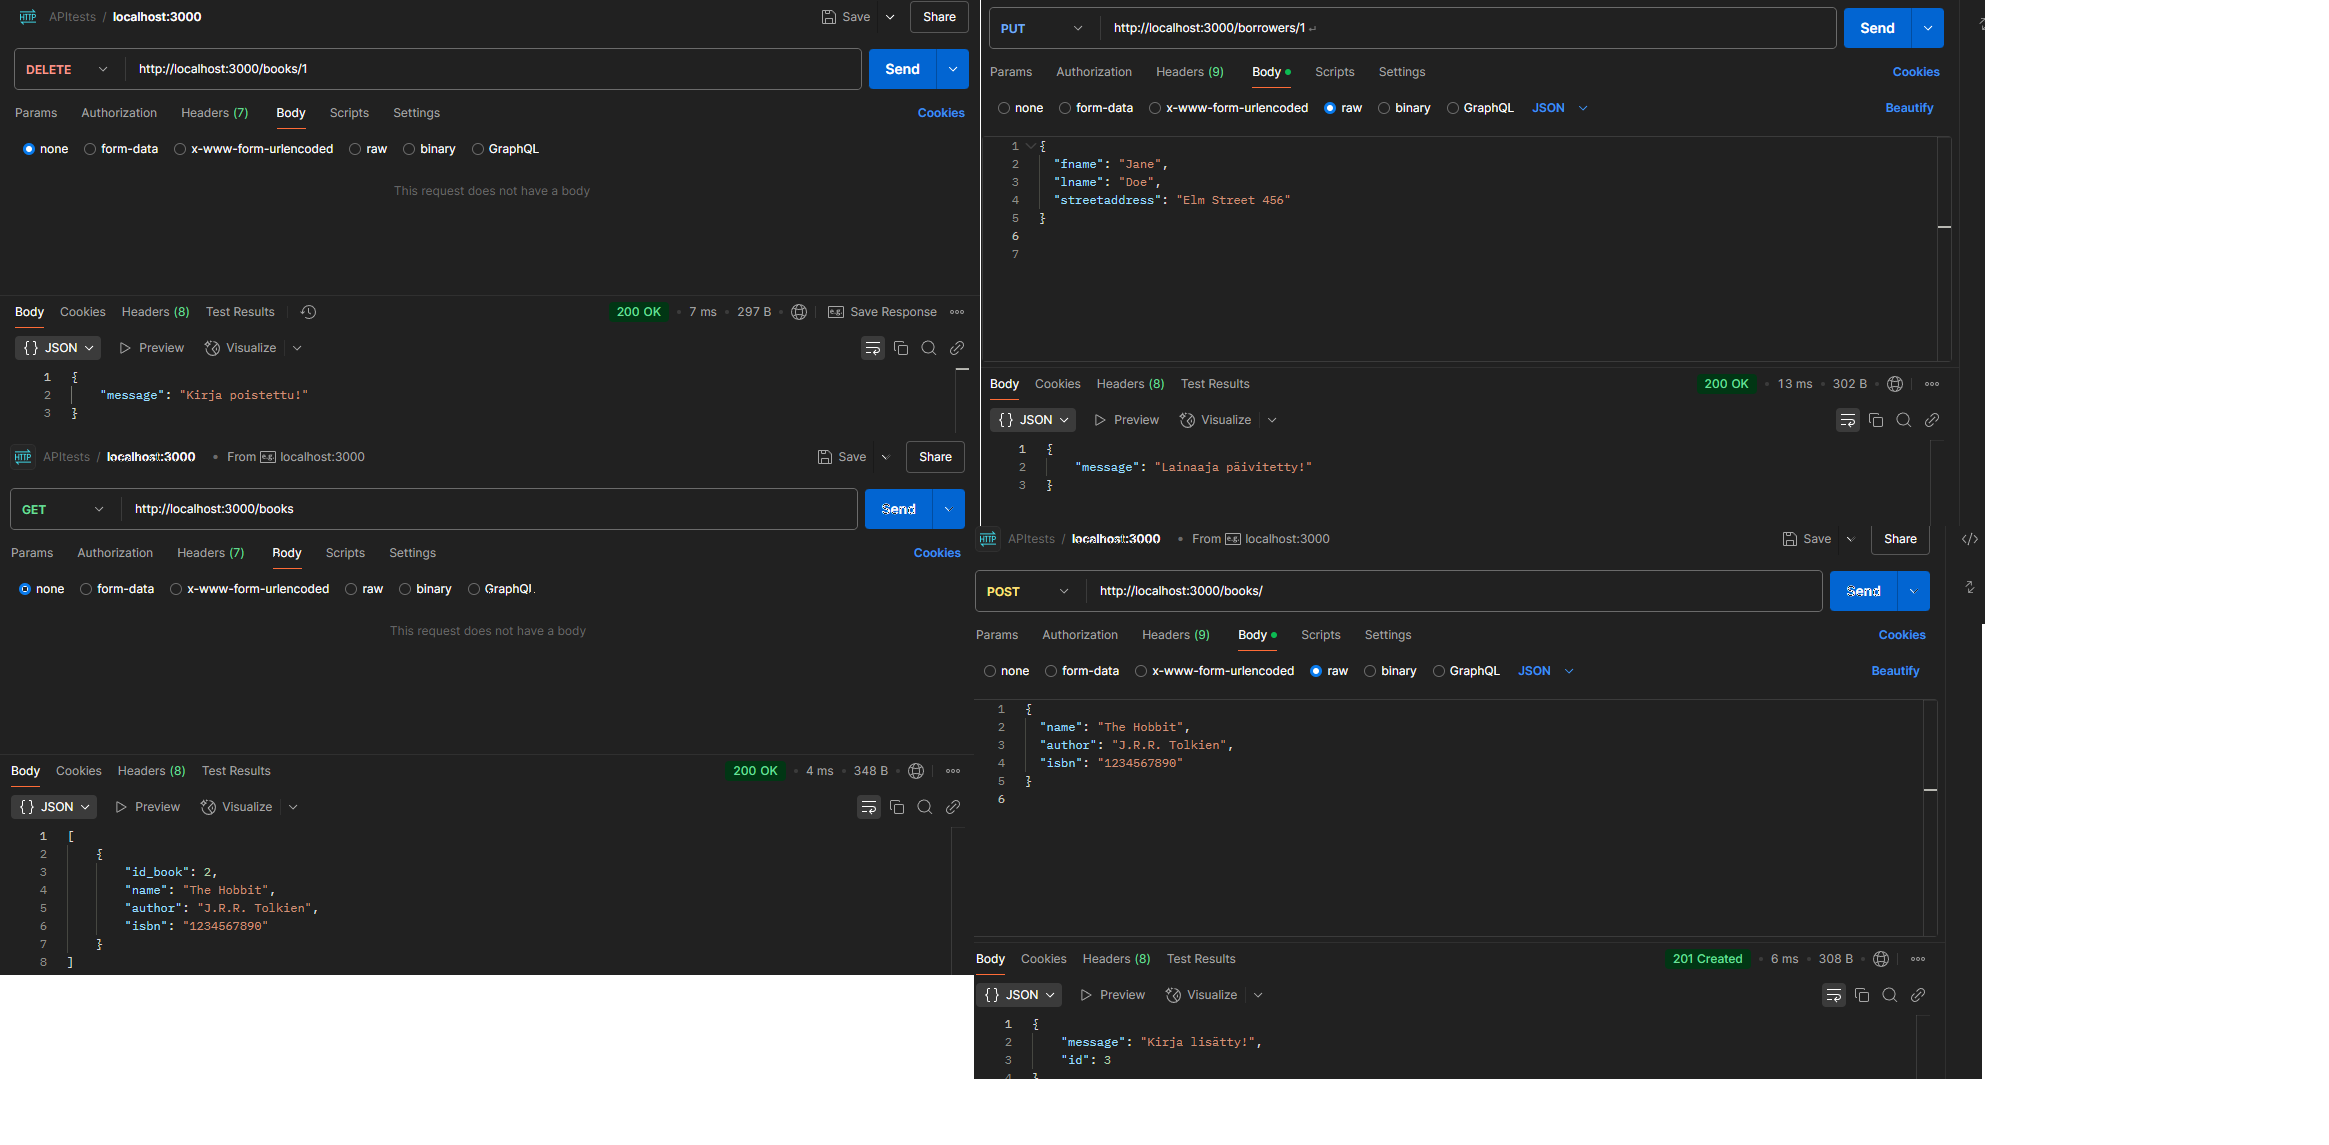 APItests / localhost:3000
Save
Share
DELETE
http://localhost:3000/books/1
Send
Params Authorization Headers (7) Body Scripts Settings
Cookies
none form-data x-www-form-urlencoded raw binary GraphQL
This request does not have a body
Body Cookies Headers (8) Test Results
200 OK • 7 ms • 297 B •
e.g. Save Response
{} JSON Preview Visualize
1 {
2 "message": "Kirja poistettu!"
3 }
HTTP APItests / localhost:3000 • From e.g. localhost:3000
Save
Share
GET
http://localhost:3000/books
Send
Params Authorization Headers (7) Body Scripts Settings
Cookies
none form-data x-www-form-urlencoded raw binary GraphQL
This request does not have a body
Body Cookies Headers (8) Test Results
200 OK • 4 ms • 348 B •
{} JSON Preview Visualize
1 [
2 {
3 "id_book": 2,
4 "name": "The Hobbit",
5 "author": "J.R.R. Tolkien",
6 "isbn": "1234567890"
7 }
8 ]
PUT
http://localhost:3000/borrowers/1
Send
Params Authorization Headers (9) Body Scripts Settings
Cookies
none form-data x-www-form-urlencoded raw binary GraphQL JSON
Beautify
1 {
2 "fname": "Jane",
3 "lname": "Doe",
4 "streetaddress": "Elm Street 456"
5 }
6
7
Body Cookies Headers (8) Test Results
200 OK • 13 ms • 302 B •
{} JSON Preview Visualize
1 {
2 "message": "Lainaaja päivitetty!"
3 }
HTTP APItests / localhost:3000 • From e.g. localhost:3000
Save
Share
POST
http://localhost:3000/books/
Send
Params Authorization Headers (9) Body Scripts Settings
Cookies
none form-data x-www-form-urlencoded raw binary GraphQL JSON
Beautify
1 {
2 "name": "The Hobbit",
3 "author": "J.R.R. Tolkien",
4 "isbn": "1234567890"
5 }
6
Body Cookies Headers (8) Test Results
201 Created • 6 ms • 308 B •
{} JSON Preview Visualize
1 {
2 "message": "Kirja lisätty!",
3 "id": 3
4 }